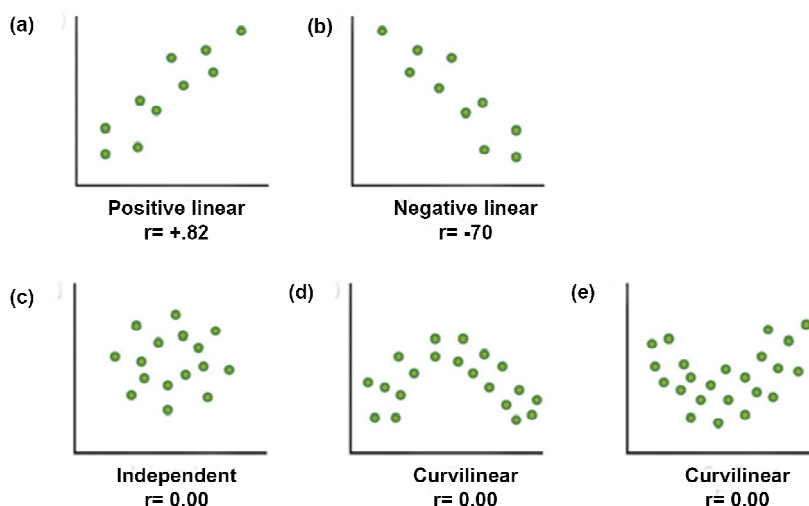 (a)
(b)
Positive linear
r= +.82
Negative linear
r= -70
(c)
(d)
(e)
Independent
r= 0.00
Curvilinear
r= 0.00
Curvilinear
r= 0.00